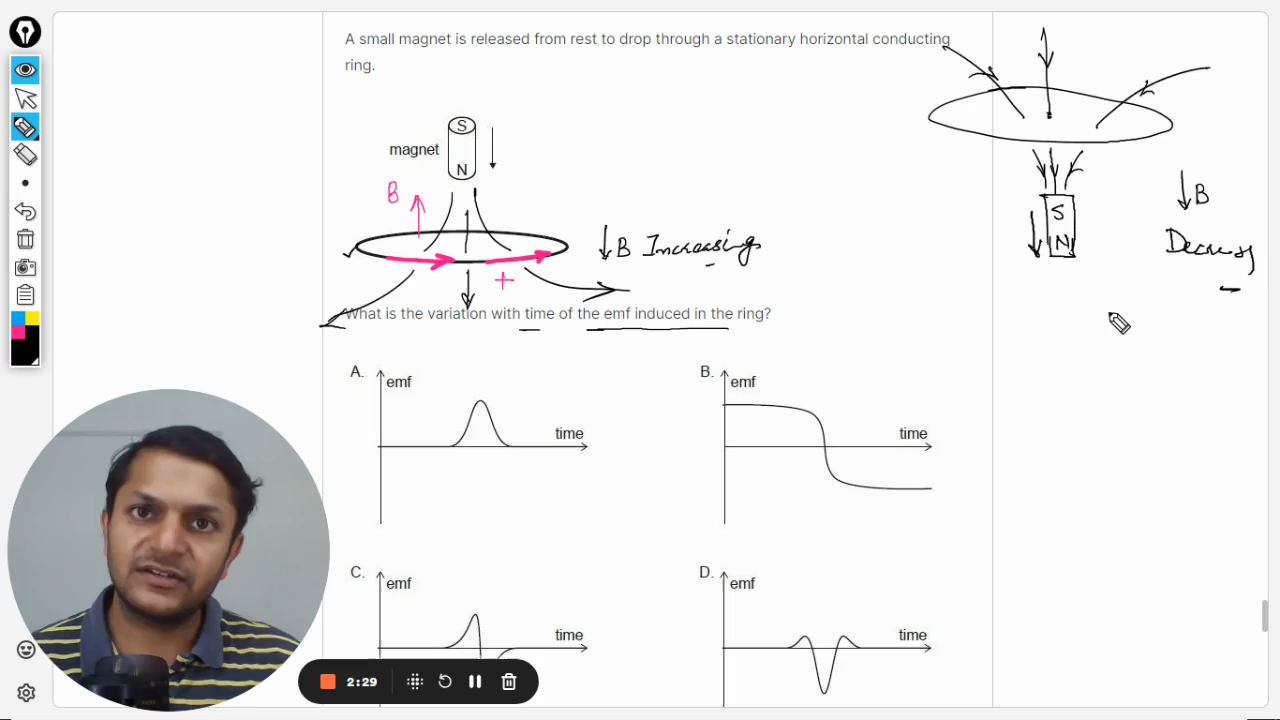 A small magnet is released from rest to drop through a stationary horizontal conducting
ring.
S
magnet
N
B
↓B Increasing
+
S
N
↓B
Decreas
What is the variation with time of the emf induced in the ring?
A.
emf
time
B.
emf
time
C.
emf
time
D.
emf
time
2:29